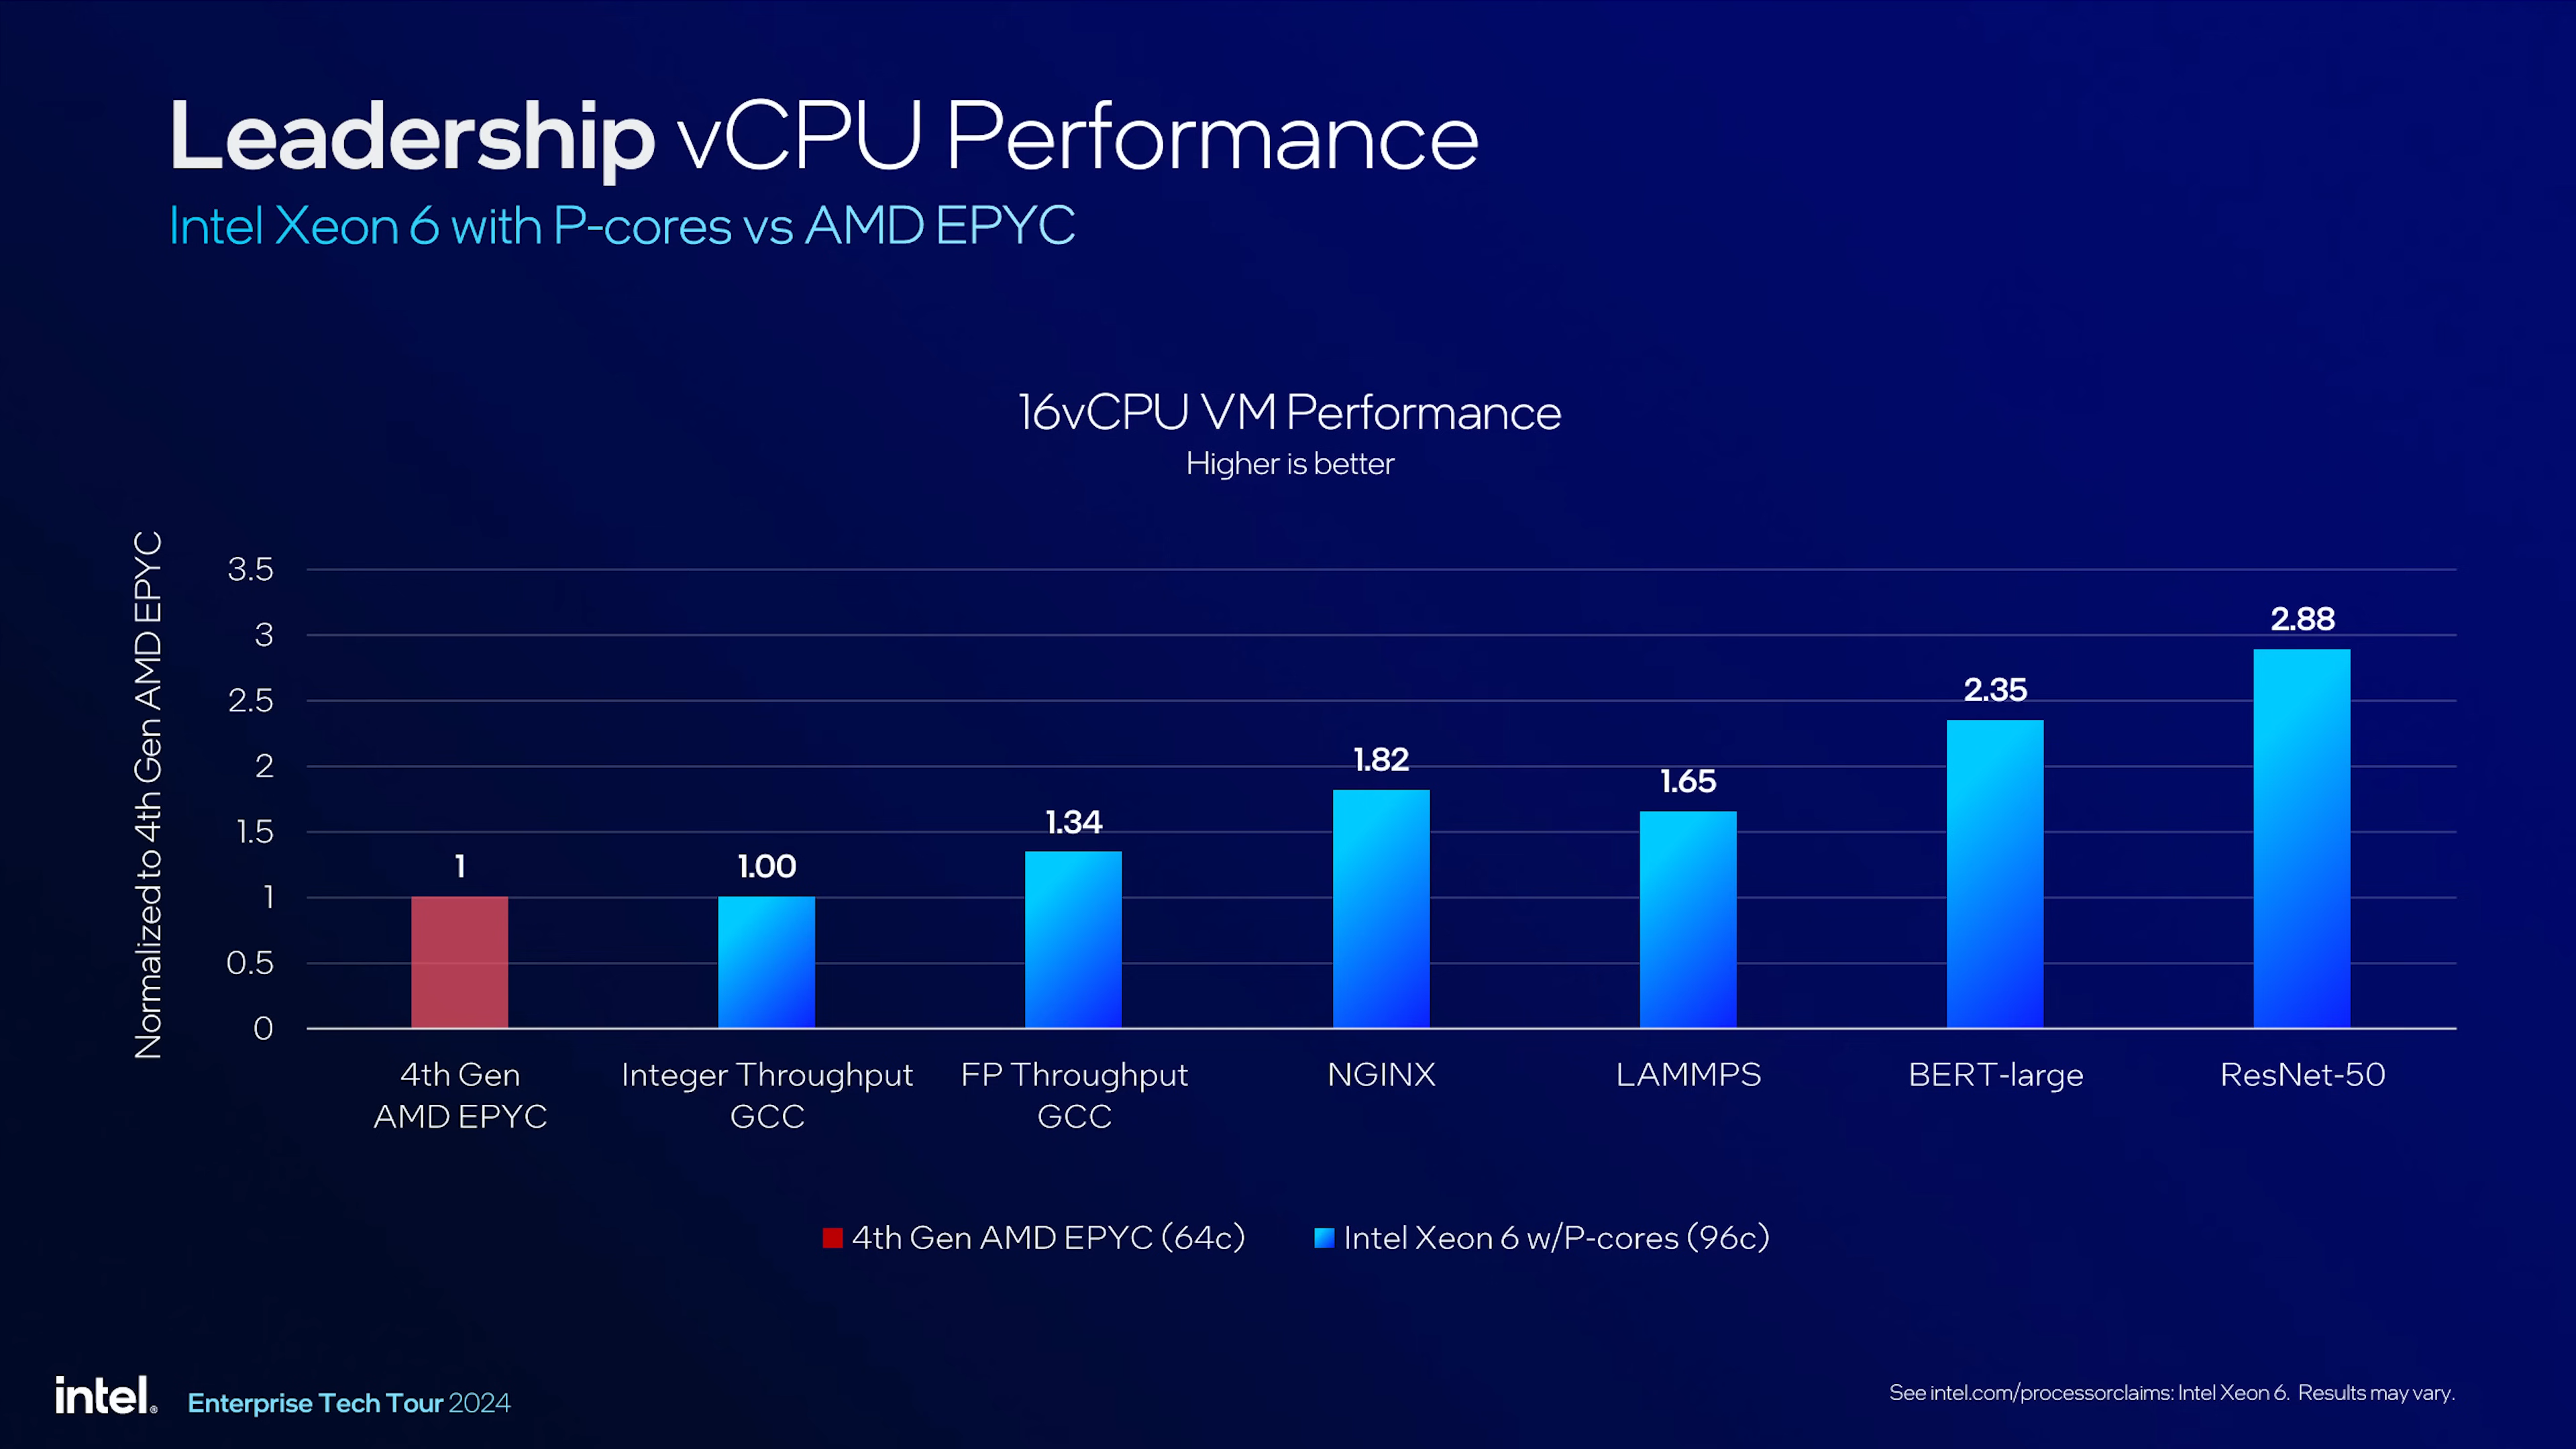 Leadership vCPU Performance
Intel Xeon 6 with P-cores vs AMD EPYC
16vCPU VM Performance
Higher is better
Normalized to 4th Gen AMD EPYC
3.5
3
2.5
2
1.5
1
0.5
0
1
1.00
1.34
1.82
1.65
2.35
2.88
4th Gen
AMD EPYC
Integer Throughput
GCC
FP Throughput
GCC
NGINX
LAMMPS
BERT-large
ResNet-50
4th Gen AMD EPYC (64c)
Intel Xeon 6 w/P-cores (96c)
intel®
Enterprise Tech Tour 2024
See intel.com/processorclaims: Intel Xeon 6. Results may vary.